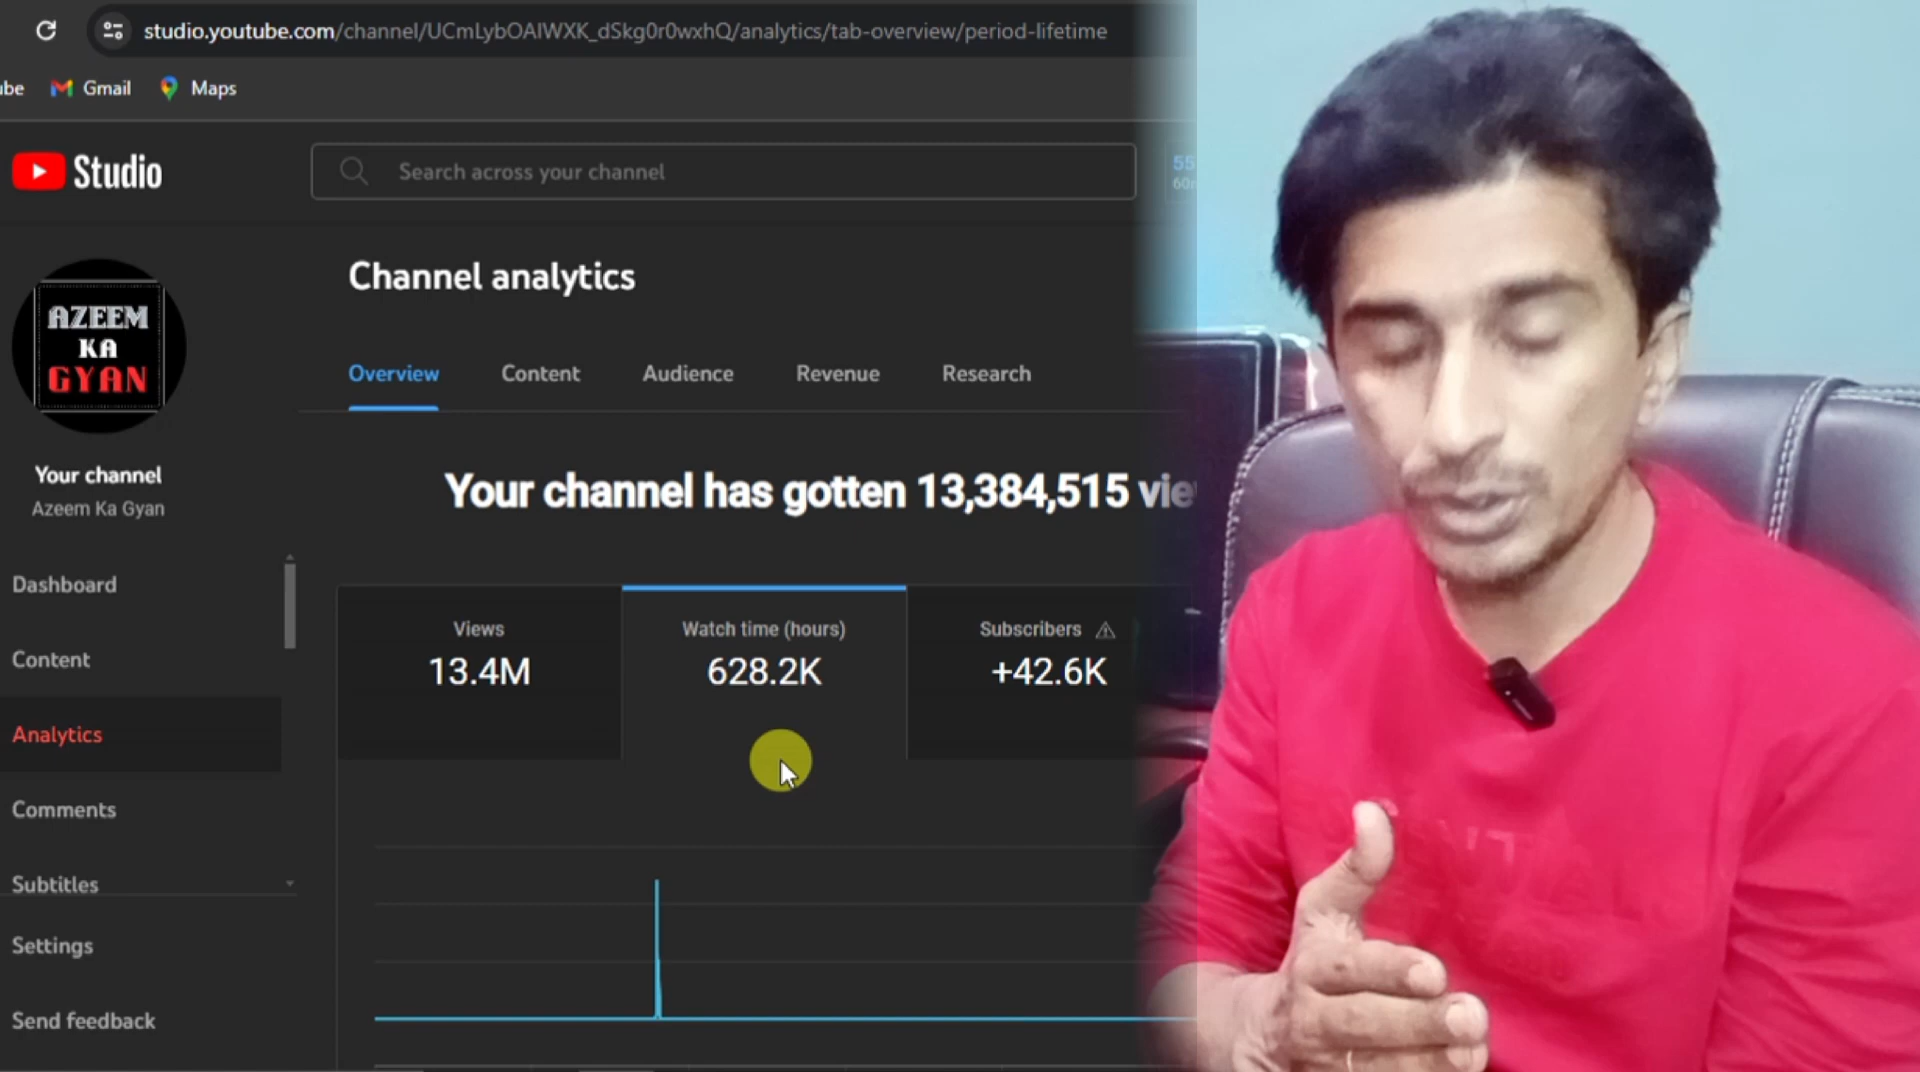 studio.youtube.com/channel/UCmLybOAIWXK_dSkg0r0wxhQ/analytics/tab-overview/period-lifetime
Gmail Maps
Studio
Search across your channel
Channel analytics
AZEEM
KA
GYAN
Overview Content Audience Revenue Research
Your channel
Azeem Ka Gyan
Your channel has gotten 13,384,515
Dashboard
Content
Analytics
Comments
Subtitles
Settings
Send feedback
Views
13.4M
Watch time (hours)
628.2K
Subscribers
+42.6K